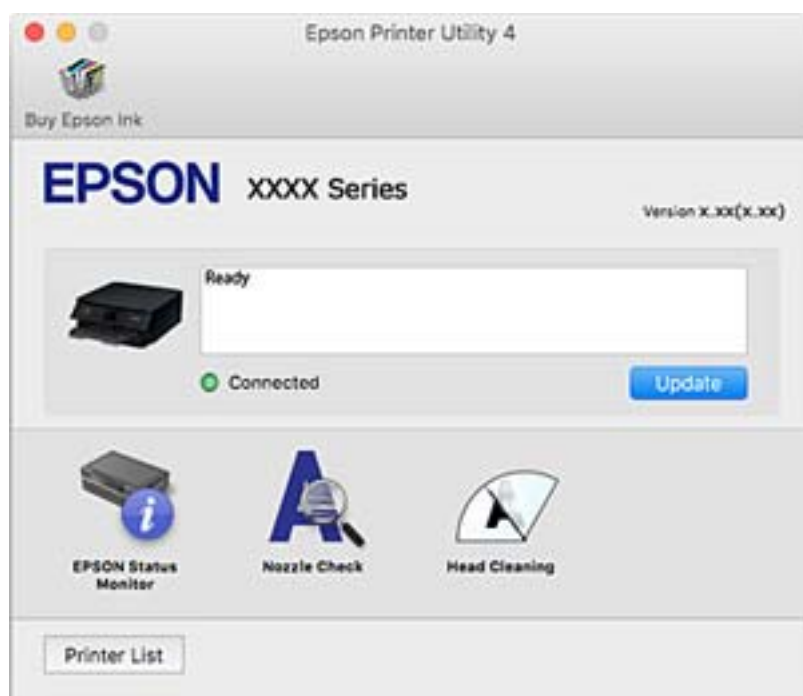 Epson Printer Utility 4
Buy Epson Ink
EPSON XXXX Series
Version x.xx(x.xx)
Ready
Connected
Update
EPSON Status
Monitor
Nozzle Check
Head Cleaning
Printer List